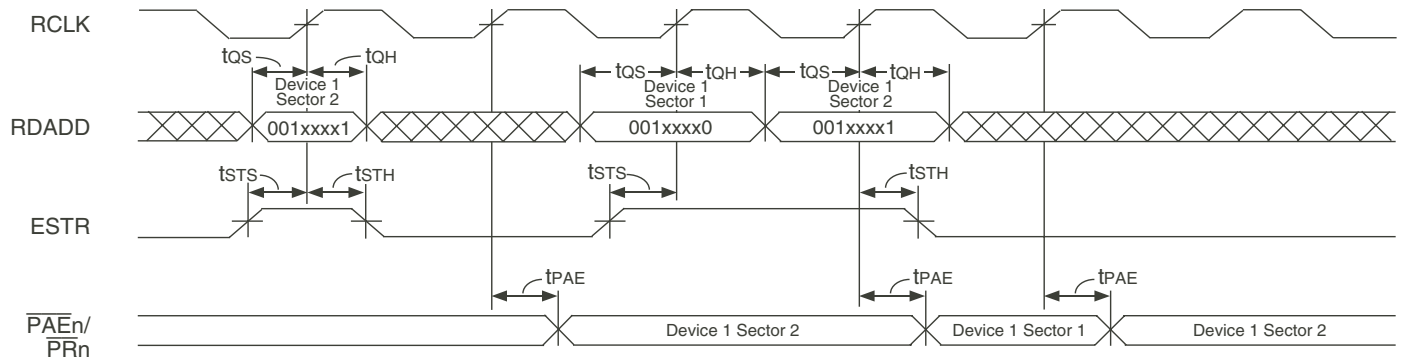 RCLK
tQS tQH tQS tQH tQS tQH
Device 1 Sector 2
Device 1 Sector 1
Device 1 Sector 2
RDADD
001xxxx1
001xxxx0
001xxxx1
tSTS tSTH tSTS tSTH
ESTR
tPAE tPAE tPAE
PAEn/
PRn
Device 1 Sector 2
Device 1 Sector 1
Device 1 Sector 2